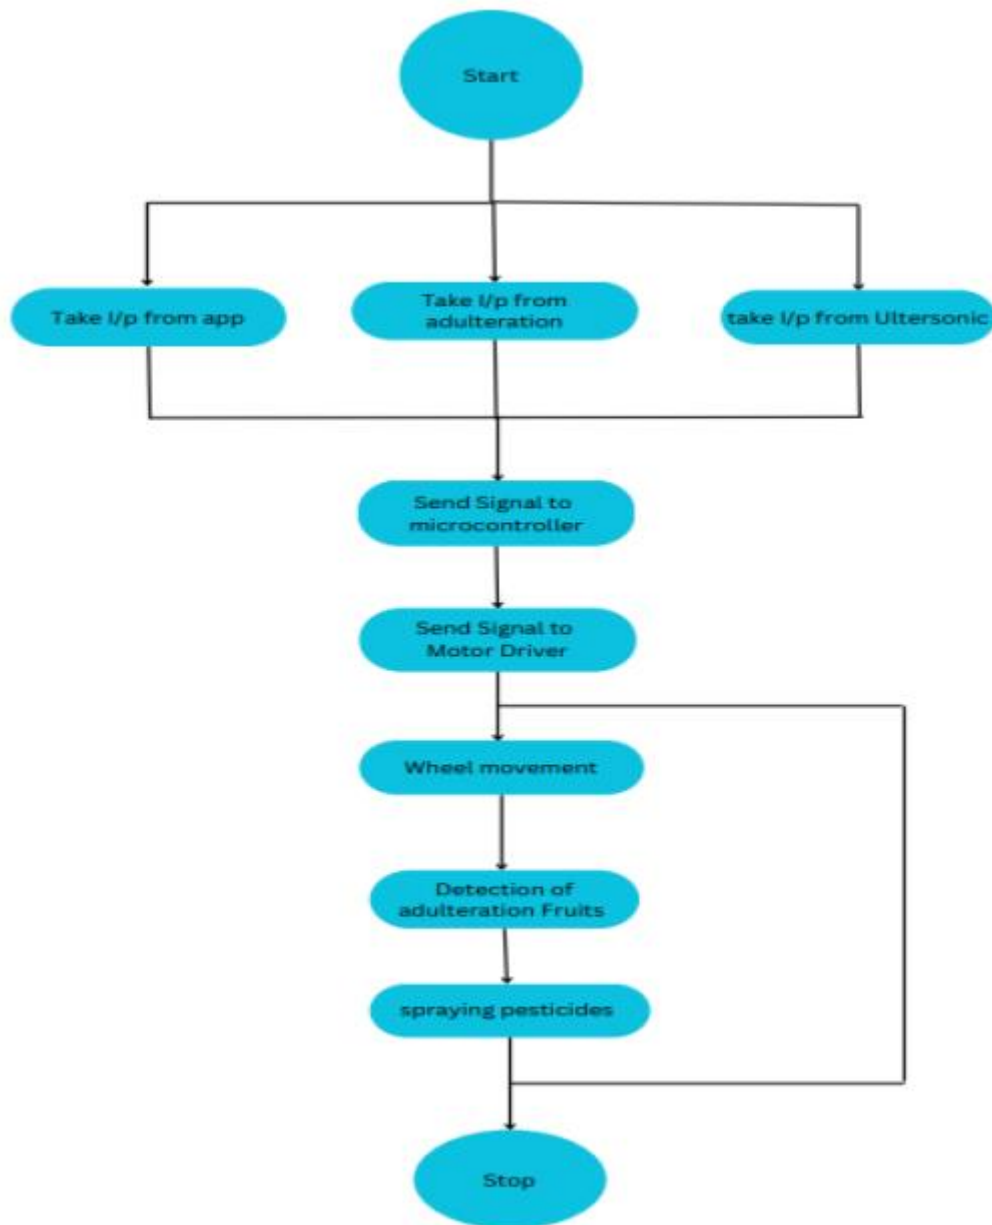 Start
Take I/p from app
Take I/p from
adulteration
take I/p from Ultersonic
Send Signal to
microcontroller
Send Signal to
Motor Driver
Wheel movement
Detection of
adulteration Fruits
spraying pesticides
Stop